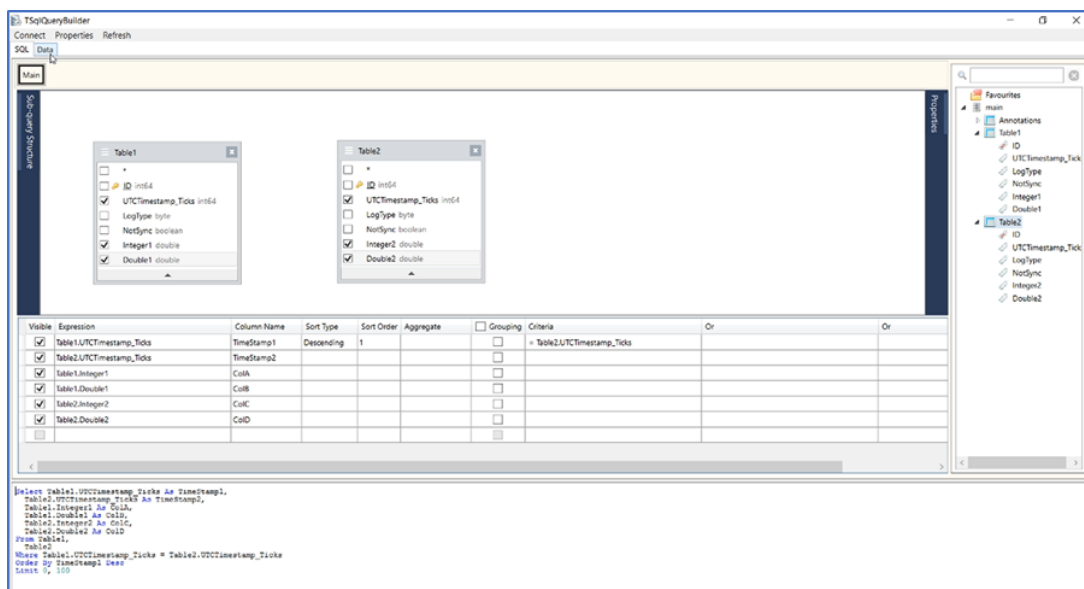 TSqlQueryBuilder
Connect Properties Refresh
SQL Data
Main
Sub-query Structure
Properties
Table1
*
ID int64
UTCTimestamp_Ticks int64
LogType byte
NotSync boolean
Integer1 double
Double1 double
Table2
*
ID int64
UTCTimestamp_Ticks int64
LogType byte
NotSync boolean
Integer2 double
Double2 double
Favourites
main
Annotations
Table1
ID
UTCTimestamp_Tick
LogType
NotSync
Integer1
Double1
Table2
ID
UTCTimestamp_Tick
LogType
NotSync
Integer2
Double2
Visible Expression Column Name Sort Type Sort Order Aggregate Grouping Criteria Or Or
Table1.UTCTimestamp_Ticks TimeStamp1 Descending 1 = Table2.UTCTimestamp_Ticks
Table2.UTCTimestamp_Ticks TimeStamp2
Table1.Integer1 ColA
Table1.Double1 ColB
Table2.Integer2 ColC
Table2.Double2 ColD
Select Table1.UTCTimestamp_Ticks As TimeStamp1,
Table2.UTCTimestamp_Ticks As TimeStamp2,
Table1.Integer1 As ColA,
Table1.Double1 As ColB,
Table2.Integer2 As ColC,
Table2.Double2 As ColD
From Table1,
Table2
Where Table1.UTCTimestamp_Ticks = Table2.UTCTimestamp_Ticks
Order By TimeStamp1 Desc
Limit 0, 100